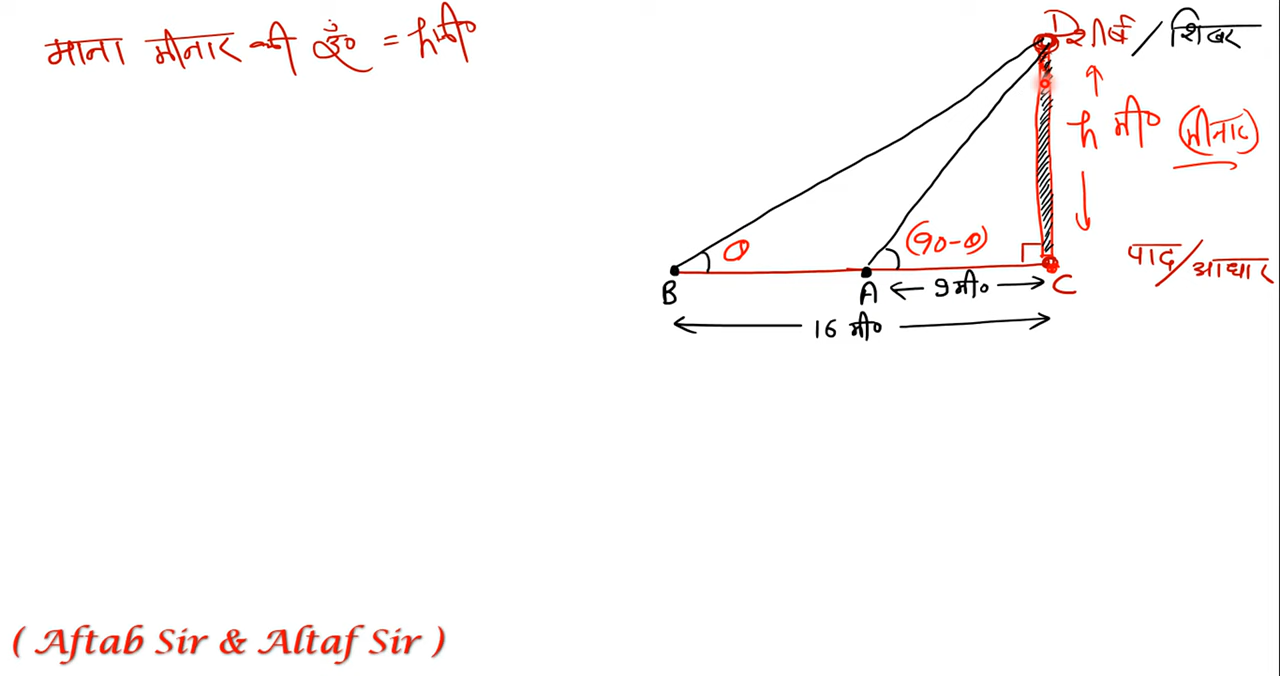 माना मीनार की ऊँ० = h मी०
D शीर्ष / शिखर
h मी० (मीनार)
θ
(90-θ)
पाद/आधार
B
A
9 मी०
C
16 मी०
( Aftab Sir & Altaf Sir )